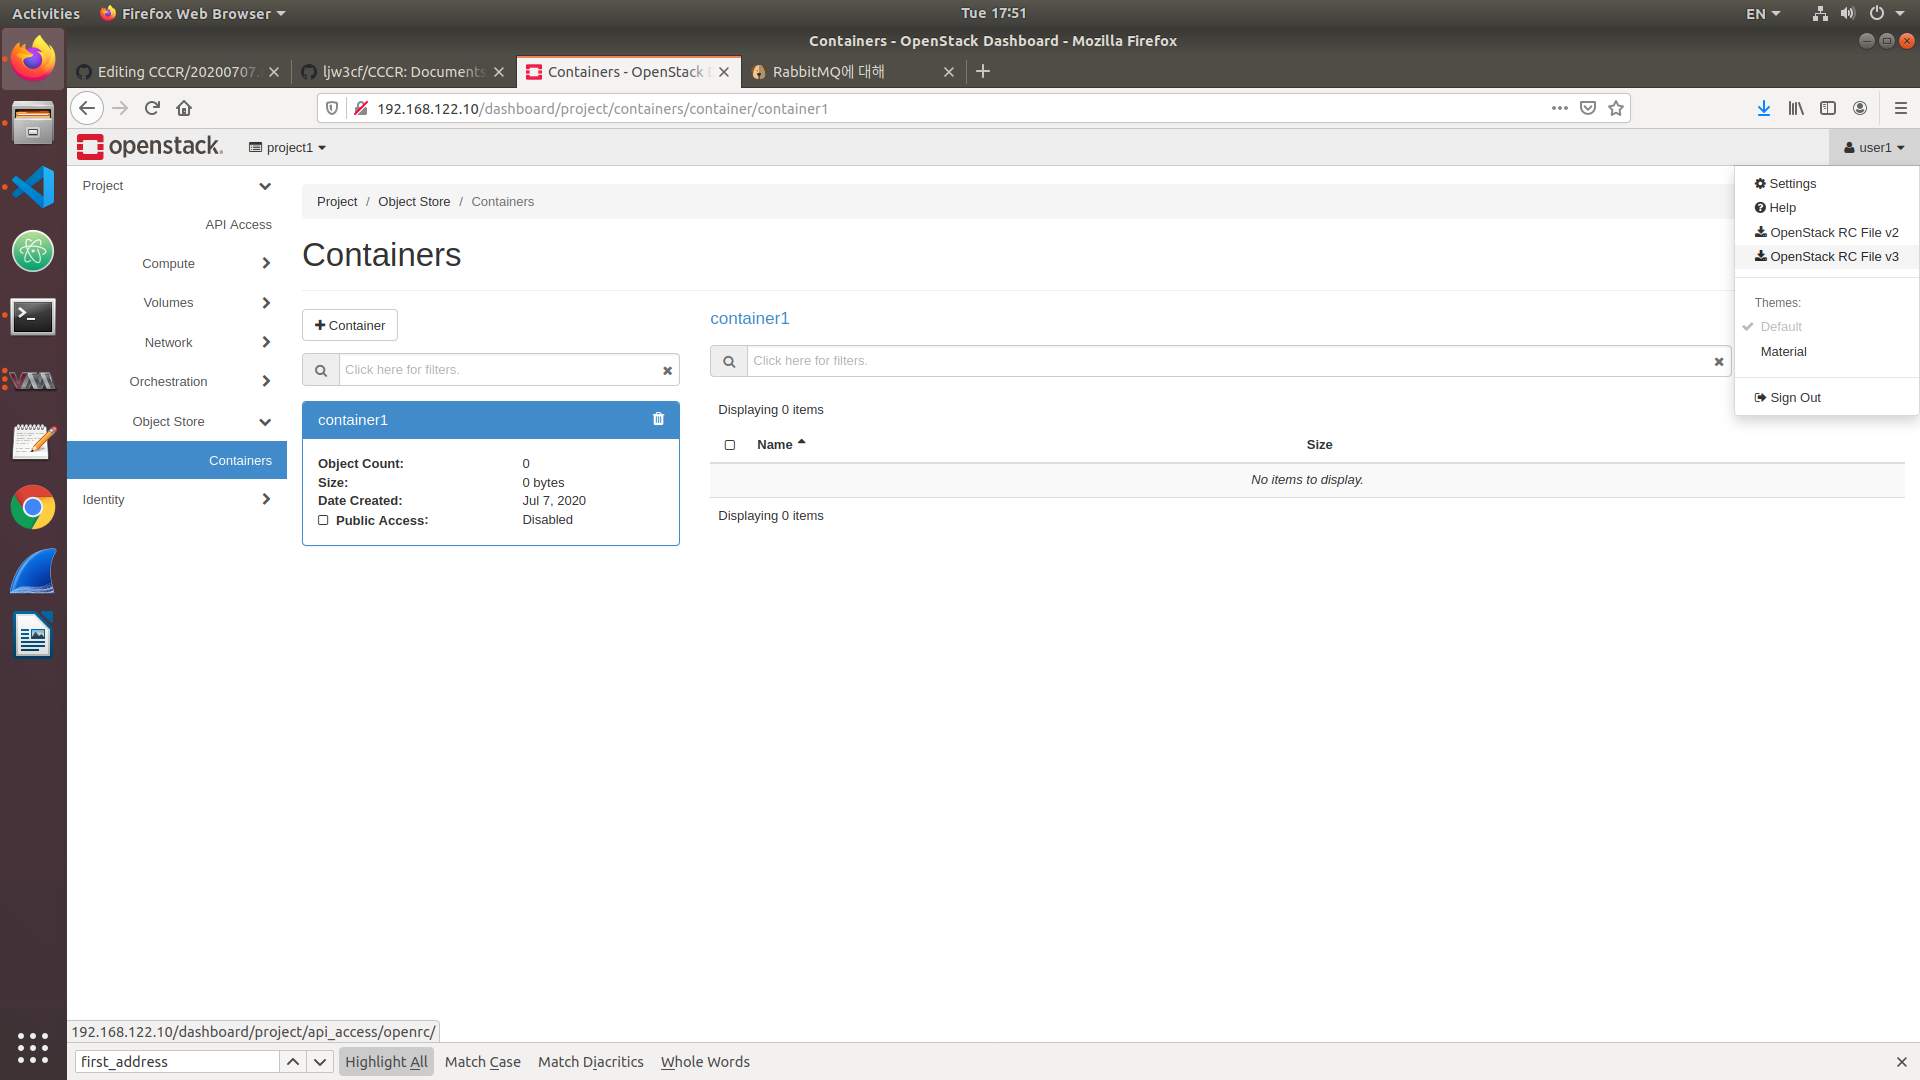 Activities
Firefox Web Browser
Tue 17:51
EN
Containers - OpenStack Dashboard - Mozilla Firefox
Editing CCCR/20200707.
ljw3cf/CCCR: Documents
Containers - OpenStack D
RabbitMQ에 대해
192.168.122.10/dashboard/project/containers/container/container1
openstack.
project1
user1
Project
API Access
Compute
Volumes
Network
Orchestration
Object Store
Containers
Identity
Project / Object Store / Containers
Containers
Container
Click here for filters.
container1
Object Count: 0
Size: 0 bytes
Date Created: Jul 7, 2020
Public Access: Disabled
container1
Click here for filters.
Displaying 0 items
Name
Size
No items to display.
Displaying 0 items
Settings
Help
OpenStack RC File v2
OpenStack RC File v3
Themes:
Default
Material
Sign Out
192.168.122.10/dashboard/project/api_access/openrc/
first_address
Highlight All
Match Case
Match Diacritics
Whole Words